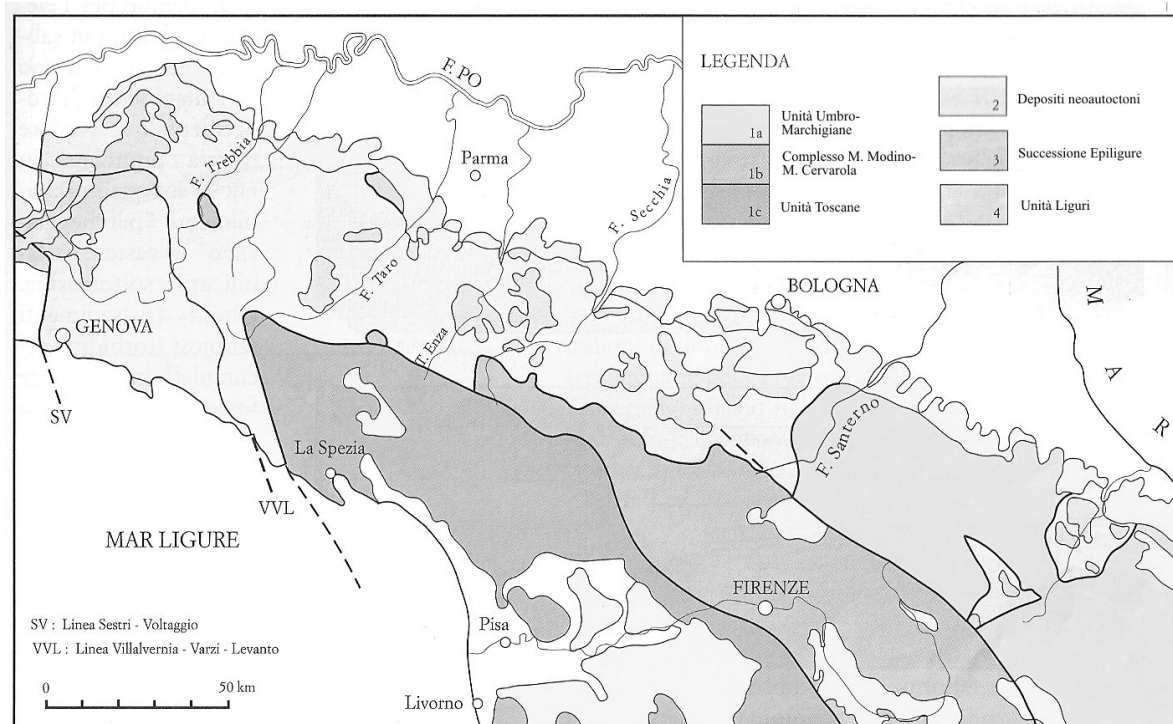 F. PO
F. Trebbia
Parma
F. Secchia
F. Taro
T. Enza
BOLOGNA
GENOVA
SV
La Spezia
VVL
MAR LIGURE
F. Santerno
M
A
R
FIRENZE
Pisa
Livorno
SV : Linea Sestri - Voltaggio
VVL : Linea Villalvernia - Varzi - Levanto
0 50 km
LEGENDA
1a Unità Umbro-
Marchigiane
1b Complesso M. Modino-
M. Cervarola
1c Unità Toscane
2 Depositi neoautoctoni
3 Successione Epiligure
4 Unità Liguri